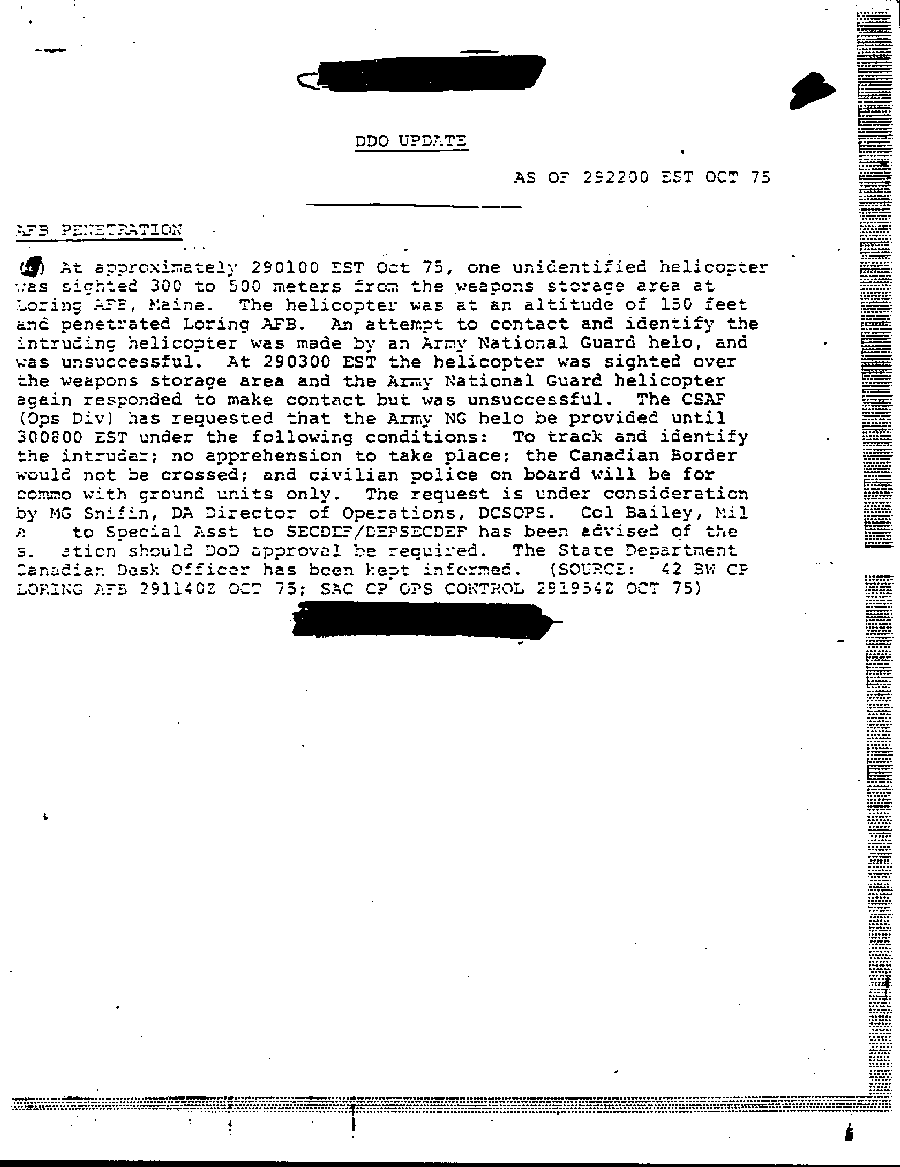 DDO UPDATE
AS OF 292200 EST OCT 75
AFB PENETRATION
At approximately 290100 EST Oct 75, one unidentified helicopter
was sighted 300 to 500 meters from the weapons storage area at
Loring AFB, Maine. The helicopter was at an altitude of 150 feet
and penetrated Loring AFB. An attempt to contact and identify the
intruding helicopter was made by an Army National Guard helo, and
was unsuccessful. At 290300 EST the helicopter was sighted over
the weapons storage area and the Army National Guard helicopter
again responded to make contact but was unsuccessful. The CSAF
(Ops Div) has requested that the Army NG helo be provided until
300800 EST under the following conditions: To track and identify
the intruder; no apprehension to take place; the Canadian Border
would not be crossed; and civilian police on board will be for
commo with ground units only. The request is under consideration
by MG Snifin, DA Director of Operations, DCSOPS. Col Bailey, Mil
A to Special Asst to SECDEF/DEPSECDEF has been advised of the
s ation should DoD approval be required. The State Department
Canadian Desk Officer has been kept informed. (SOURCE: 42 BW CP
LORING AFB 291140Z OCT 75; SAC CP OPS CONTROL 291954Z OCT 75)